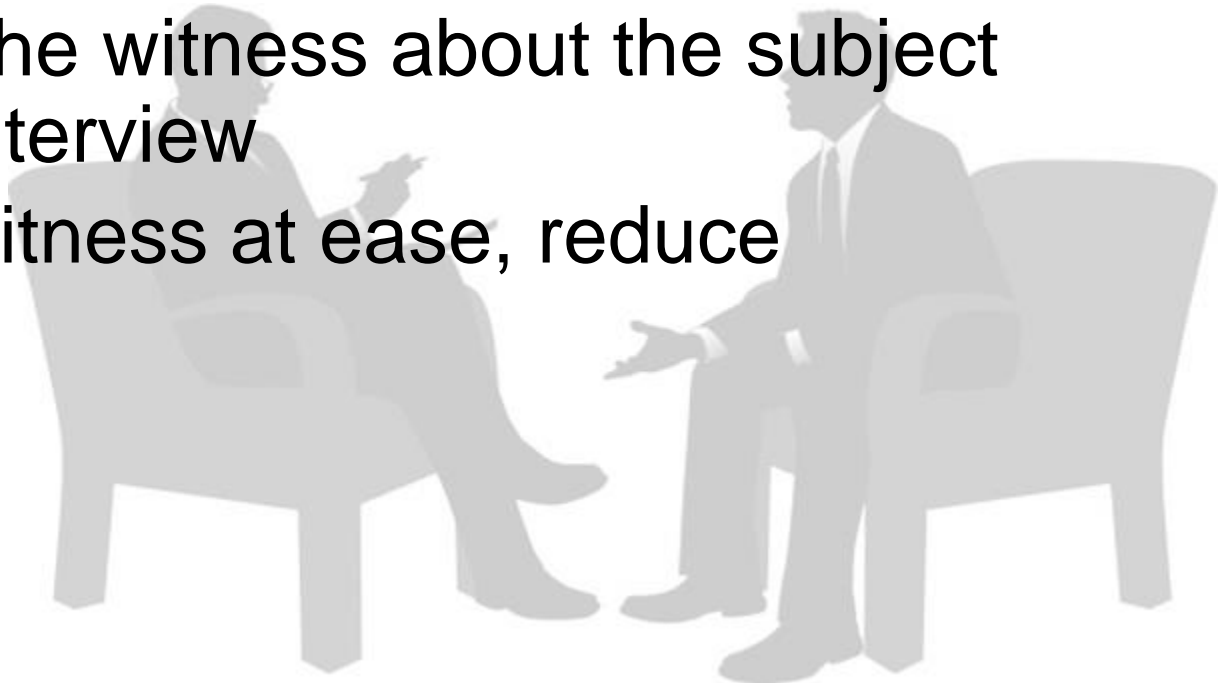 he witness about the subject
terview
itness at ease, reduce